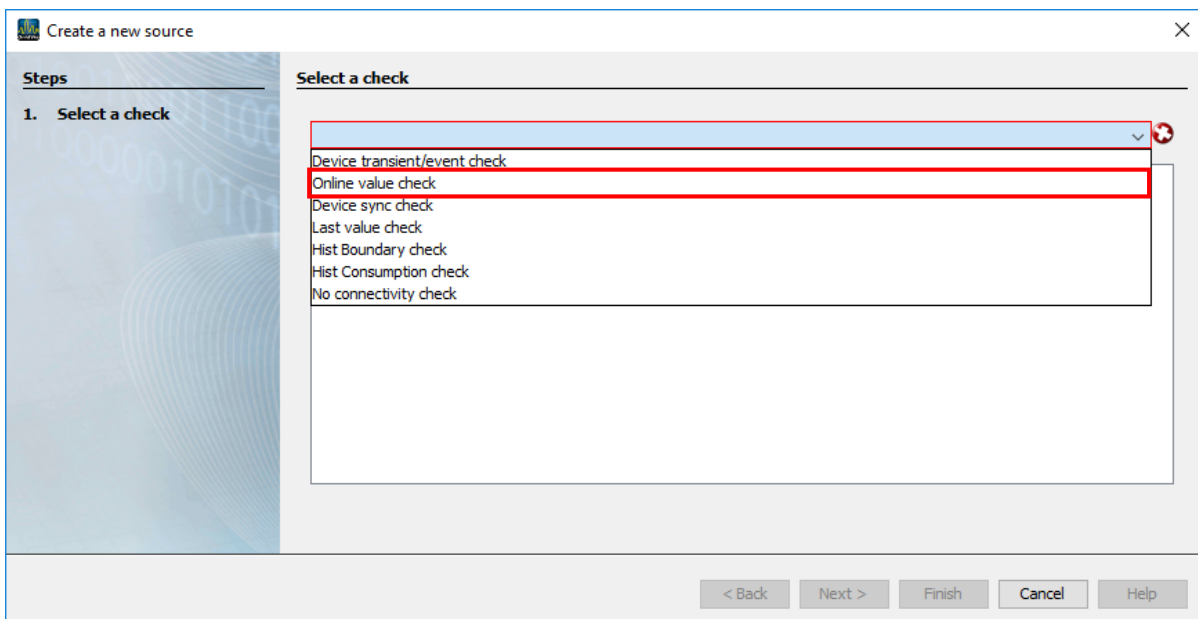 Create a new source
Steps
1. Select a check
Select a check
Device transient/event check
Online value check
Device sync check
Last value check
Hist Boundary check
Hist Consumption check
No connectivity check
< Back
Next >
Finish
Cancel
Help